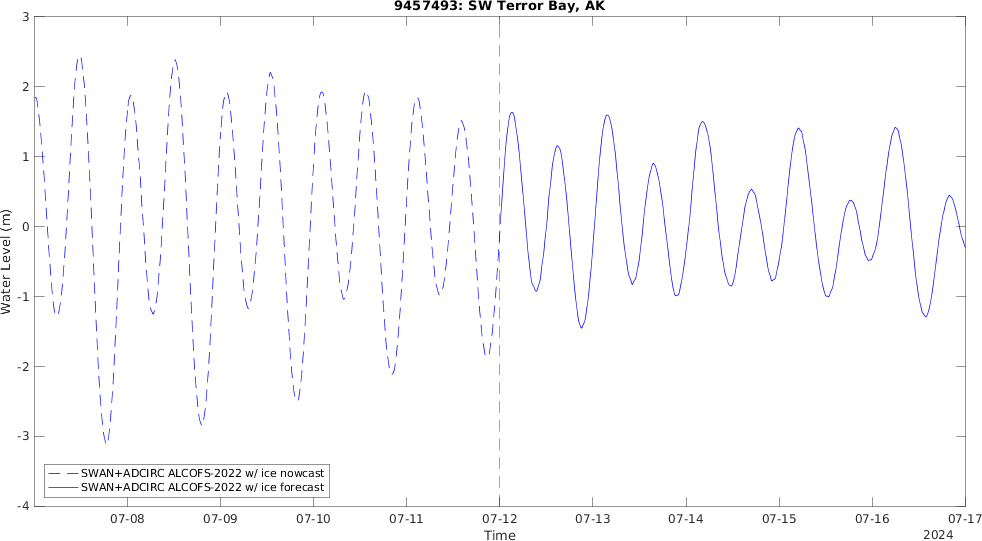 9457493: SW Terror Bay, AK
3
2
1
0
-1
-2
-3
-4
Water Level (m)
SWAN+ADCIRC ALCOFS-2022 w/ ice nowcast
SWAN+ADCIRC ALCOFS-2022 w/ ice forecast
07-08 07-09 07-10 07-11 07-12 07-13 07-14 07-15 07-16 07-17
Time
2024